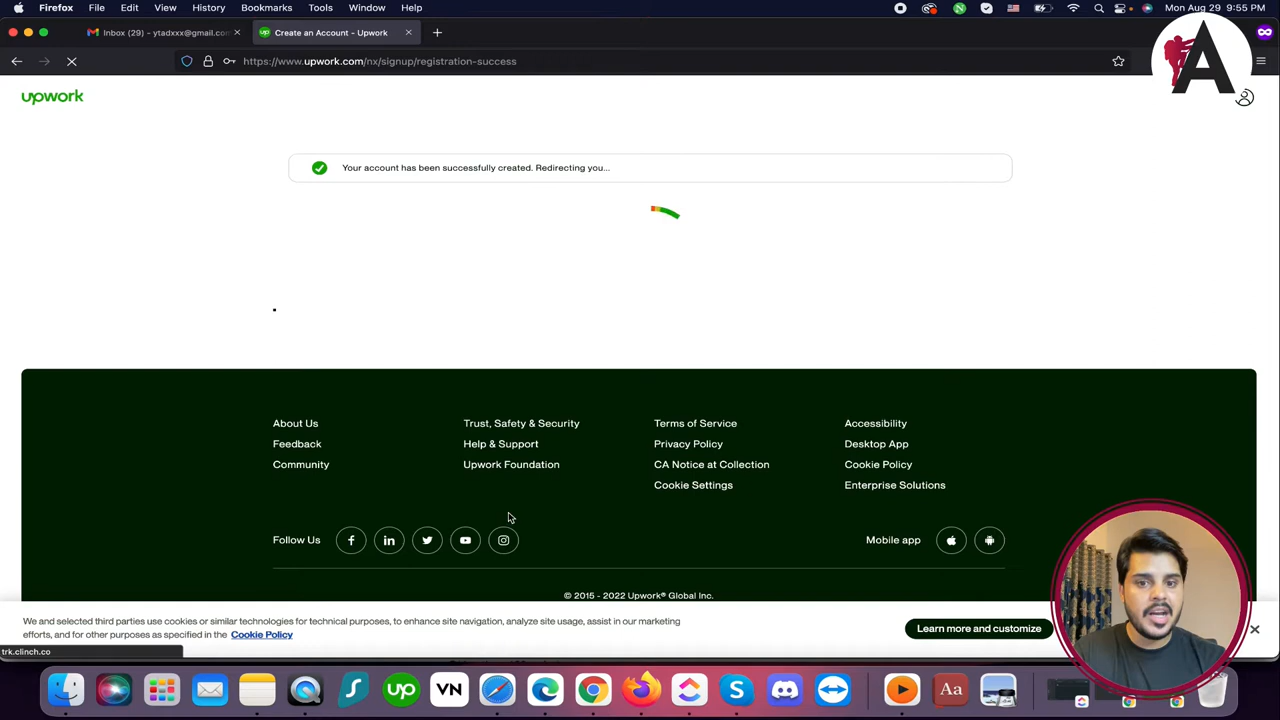 Firefox File Edit View History Bookmarks Tools Window Help Mon Aug 29 9:55 PM
Inbox (29) - ytadxxx@gmail.com Create an Account - Upwork
https://www.upwork.com/nx/signup/registration-success
A
upwork
Your account has been successfully created. Redirecting you...
About Us Trust, Safety & Security Terms of Service Accessibility
Feedback Help & Support Privacy Policy Desktop App
Community Upwork Foundation CA Notice at Collection Cookie Policy
Cookie Settings Enterprise Solutions
Follow Us Mobile app
© 2015 - 2022 Upwork® Global Inc.
We and selected third parties use cookies or similar technologies for technical purposes, to enhance site navigation, analyze site usage, assist in our marketing
efforts, and for other purposes as specified in the Cookie Policy
Learn more and customize
trk.clinch.co
up VN Aa